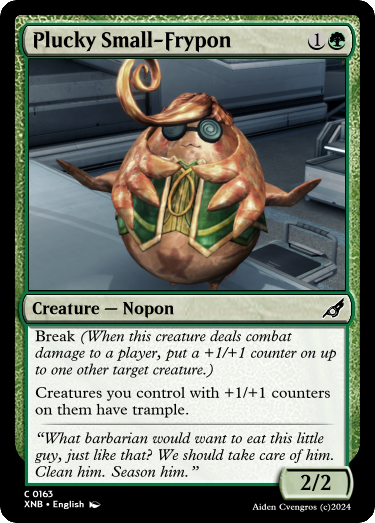 Plucky Small-Frypon 1
Creature — Nopon
Break (When this creature deals combat
damage to a player, put a +1/+1 counter on up
to one other target creature.)
Creatures you control with +1/+1 counters
on them have trample.
“What barbarian would want to eat this little
guy, just like that? We should take care of him.
Clean him. Season him.”
2/2
C 0163
XNB • English
Aiden Cvengros (c)2024